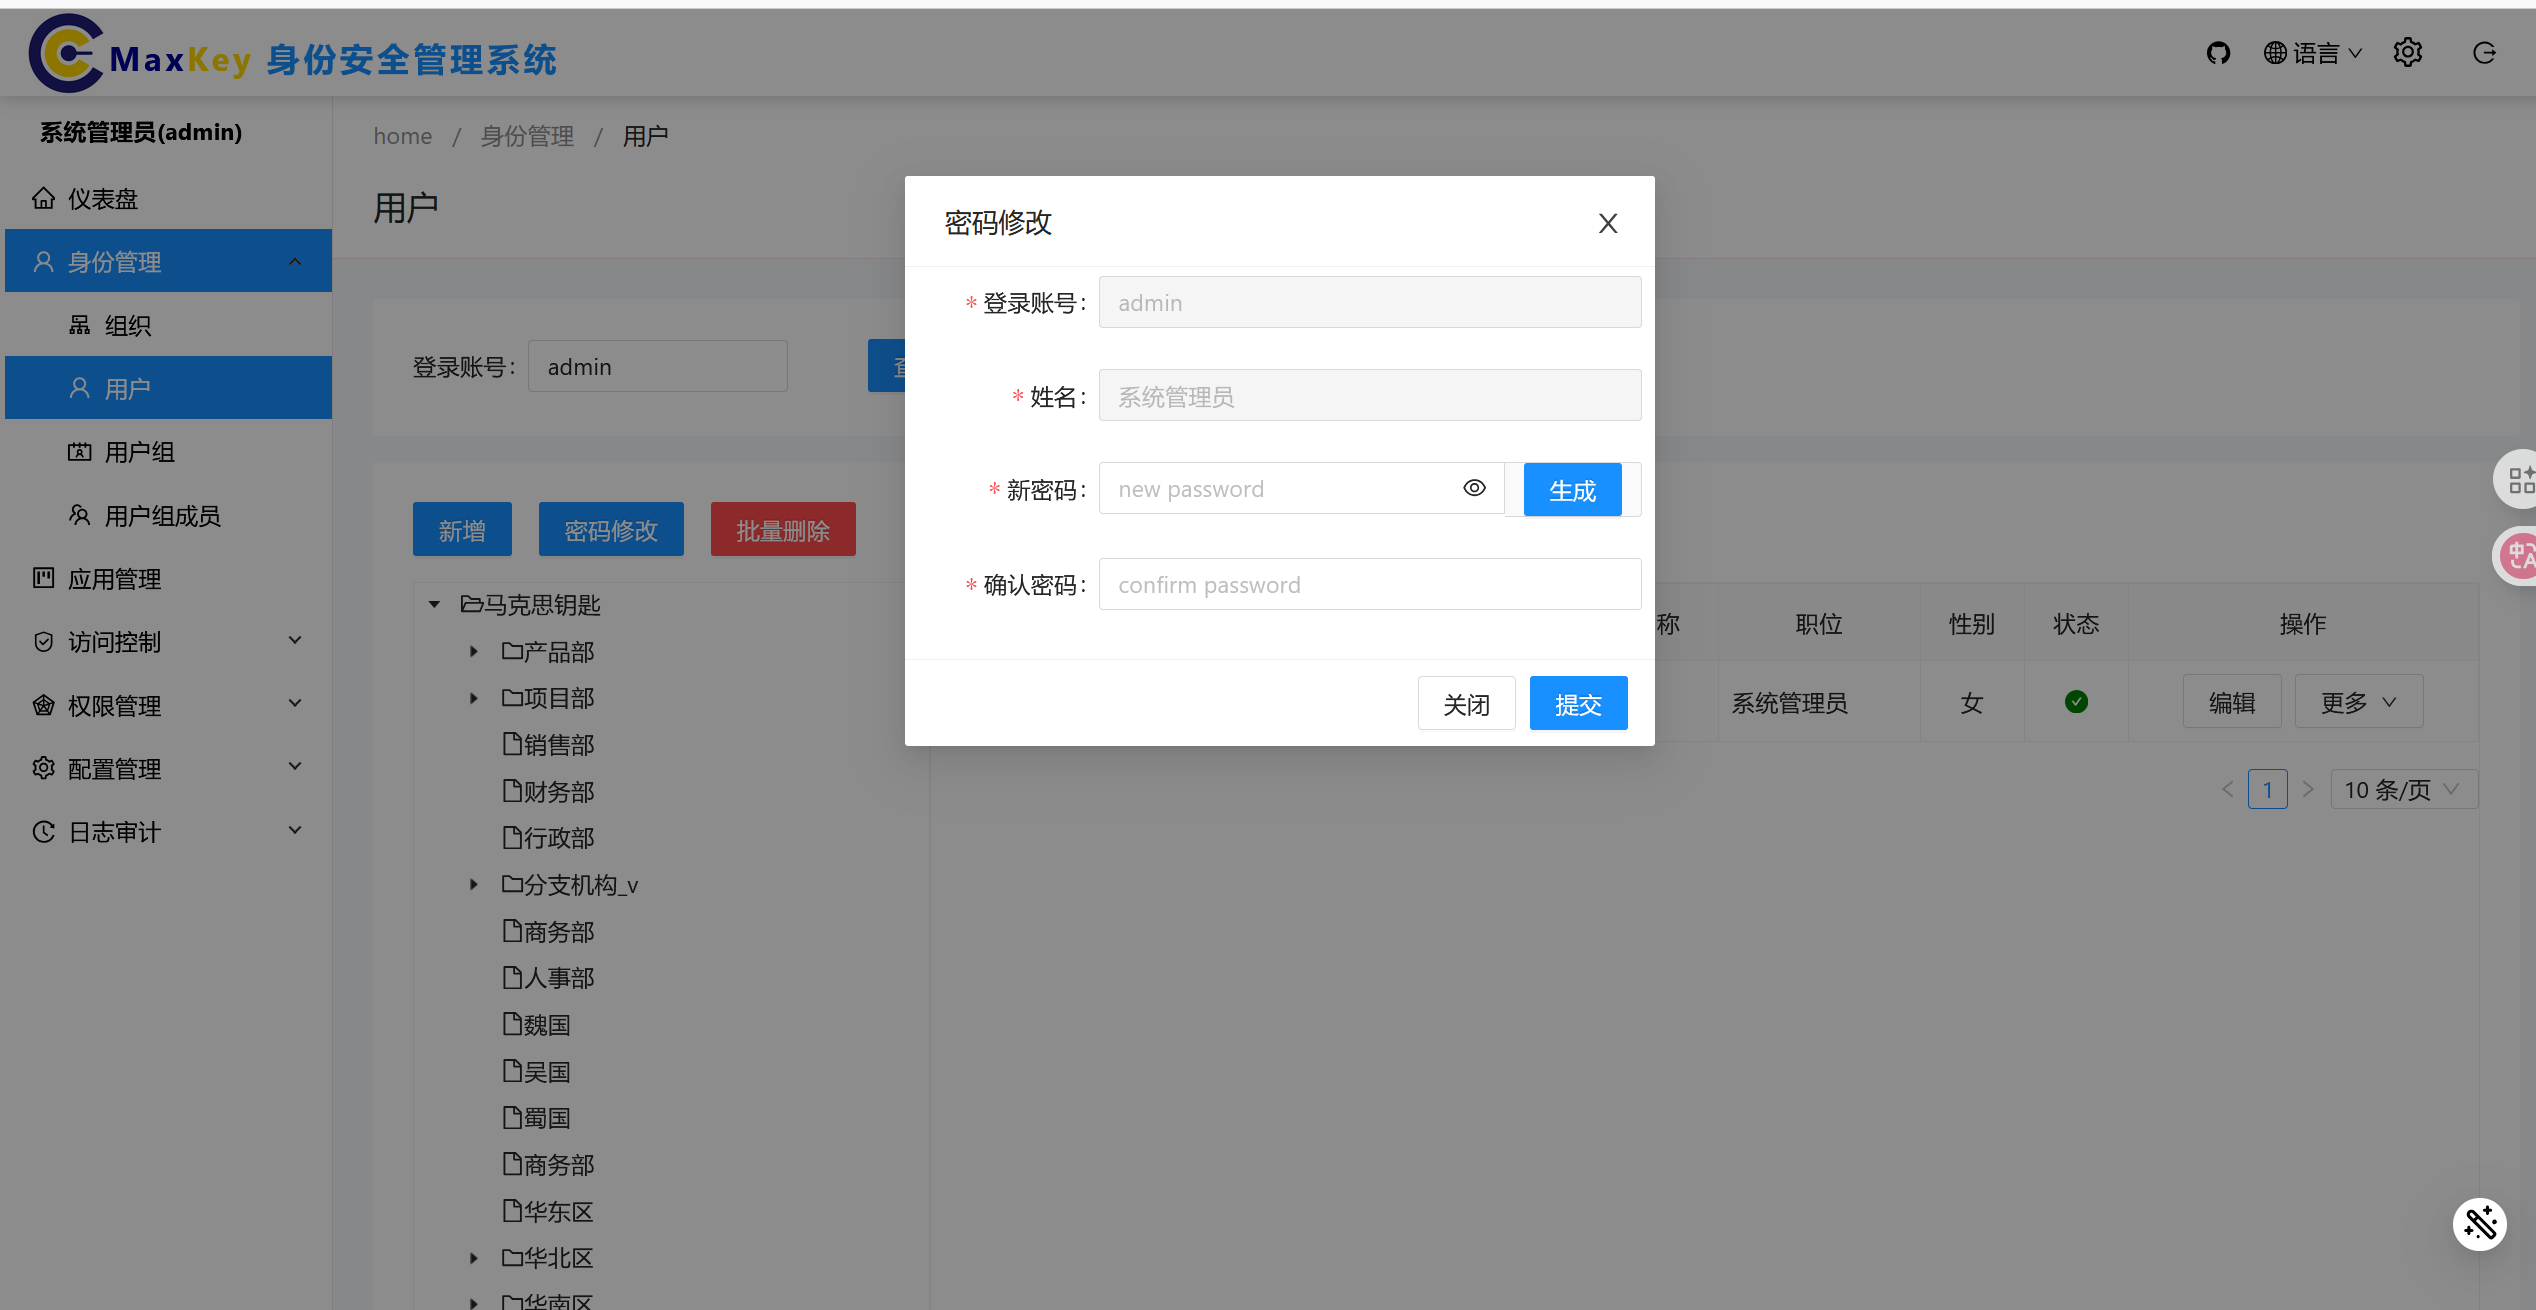 MaxKey 身份安全管理系统
语言
系统管理员(admin)
仪表盘
身份管理
组织
用户
用户组
用户组成员
应用管理
访问控制
权限管理
配置管理
日志审计
home / 身份管理 / 用户
用户
登录账号: admin
新增 密码修改 批量删除
马克思钥匙
产品部
项目部
销售部
财务部
行政部
分支机构_v
商务部
人事部
魏国
吴国
蜀国
商务部
华东区
华北区
华南区
密码修改
* 登录账号: admin
* 姓名: 系统管理员
* 新密码: new password 生成
* 确认密码: confirm password
关闭 提交
称 职位 性别 状态 操作
系统管理员 女 编辑 更多
1 10 条/页